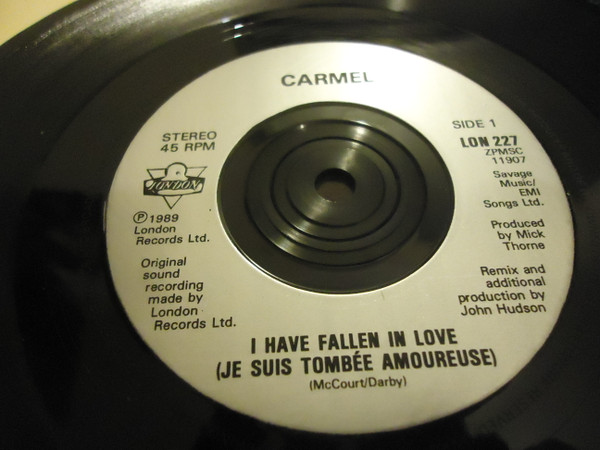 CARMEL
STEREO
45 RPM
LONDON
℗ 1989
London
Records Ltd.
Original
sound
recording
made by
London
Records Ltd.
SIDE 1
LON 227
ZPMSC
11907
Savage
Music/
EMI
Songs Ltd.
Produced
by Mick
Thorne
Remix and
additional
production by
John Hudson
I HAVE FALLEN IN LOVE
(JE SUIS TOMBÉE AMOUREUSE)
(McCourt/Darby)